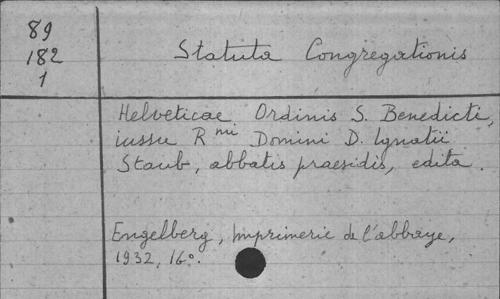 89
182
1
Statuta Congregationis
Helveticae Ordinis S. Benedicti,
iussu Rmi Domini D. Ignatii
Staub, abbatis praesidis, edita.
Engelberg, Imprimerie de l'abbaye,
1932, 16°.